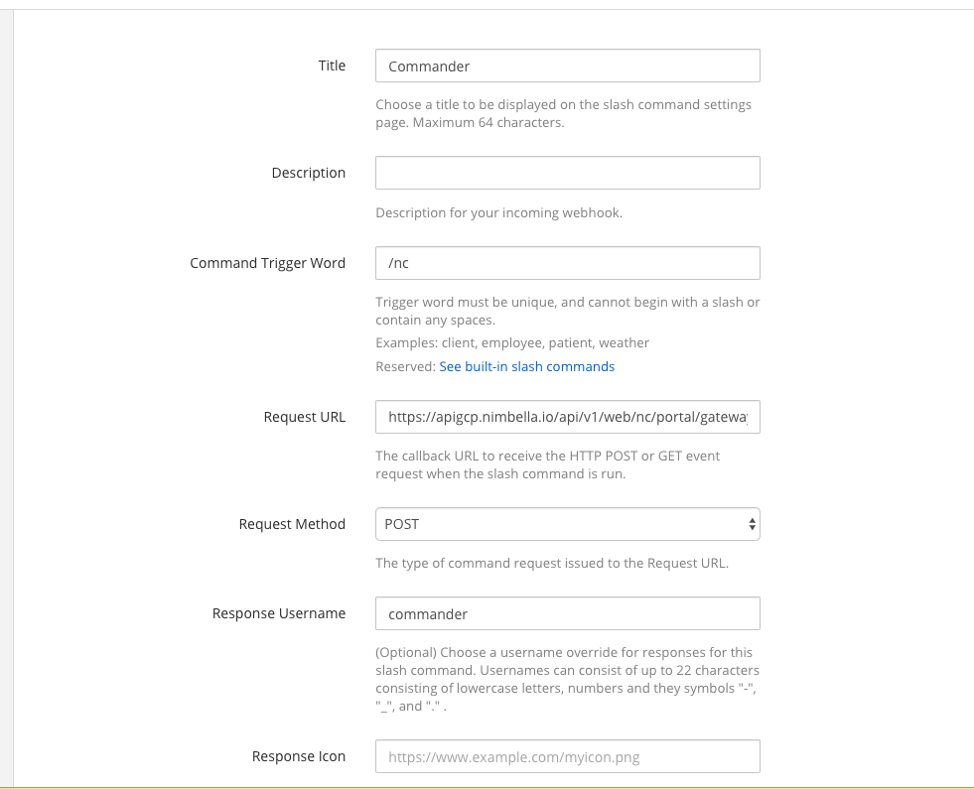 Title
Commander
Choose a title to be displayed on the slash command settings
page. Maximum 64 characters.
Description
Description for your incoming webhook.
Command Trigger Word
/nc
Trigger word must be unique, and cannot begin with a slash or
contain any spaces.
Examples: client, employee, patient, weather
Reserved: See built-in slash commands
Request URL
https://apigcp.nimbella.io/api/v1/web/nc/portal/gateway
The callback URL to receive the HTTP POST or GET event
request when the slash command is run.
Request Method
POST
The type of command request issued to the Request URL.
Response Username
commander
(Optional) Choose a username override for responses for this
slash command. Usernames can consist of up to 22 characters
consisting of lowercase letters, numbers and they symbols "-",
"_", and "." .
Response Icon
https://www.example.com/myicon.png